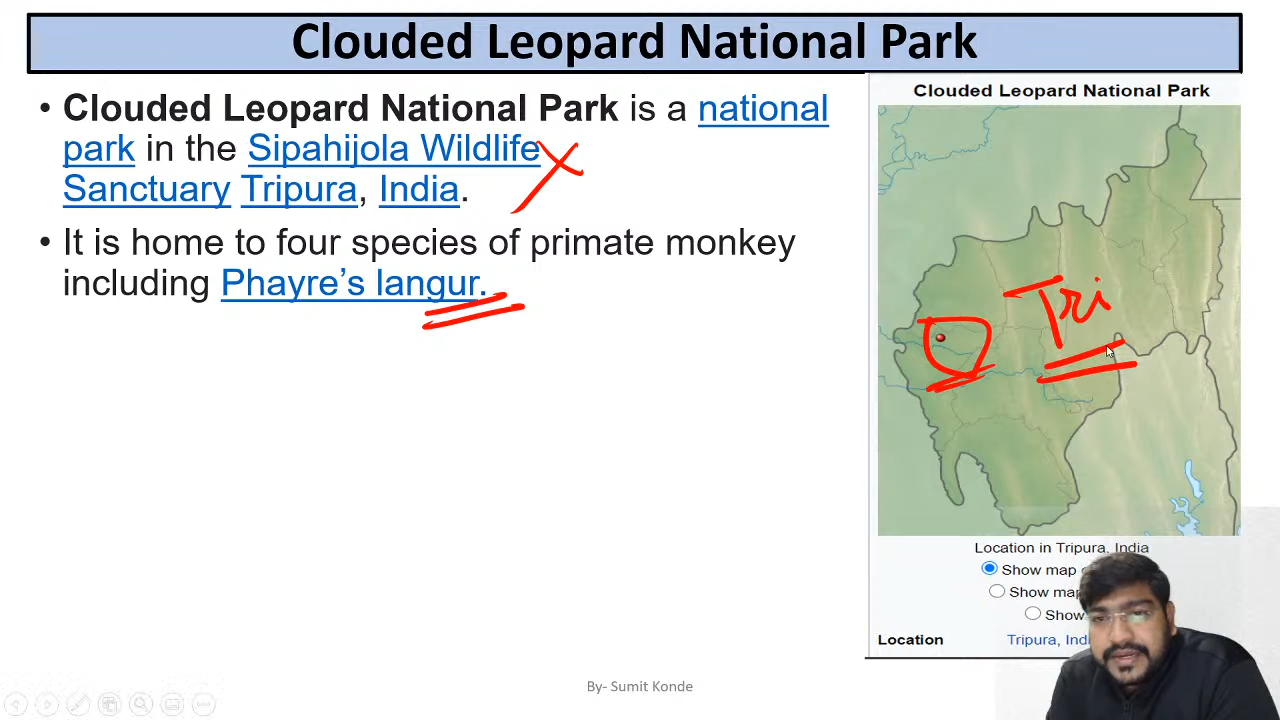 Clouded Leopard National Park
• Clouded Leopard National Park is a national
park in the Sipahijola Wildlife
Sanctuary Tripura, India.
• It is home to four species of primate monkey
including Phayre’s langur.
Clouded Leopard National Park
Tri
Location in Tripura, India
Show map
Show
Show
Location Tripura,
By- Sumit Konde